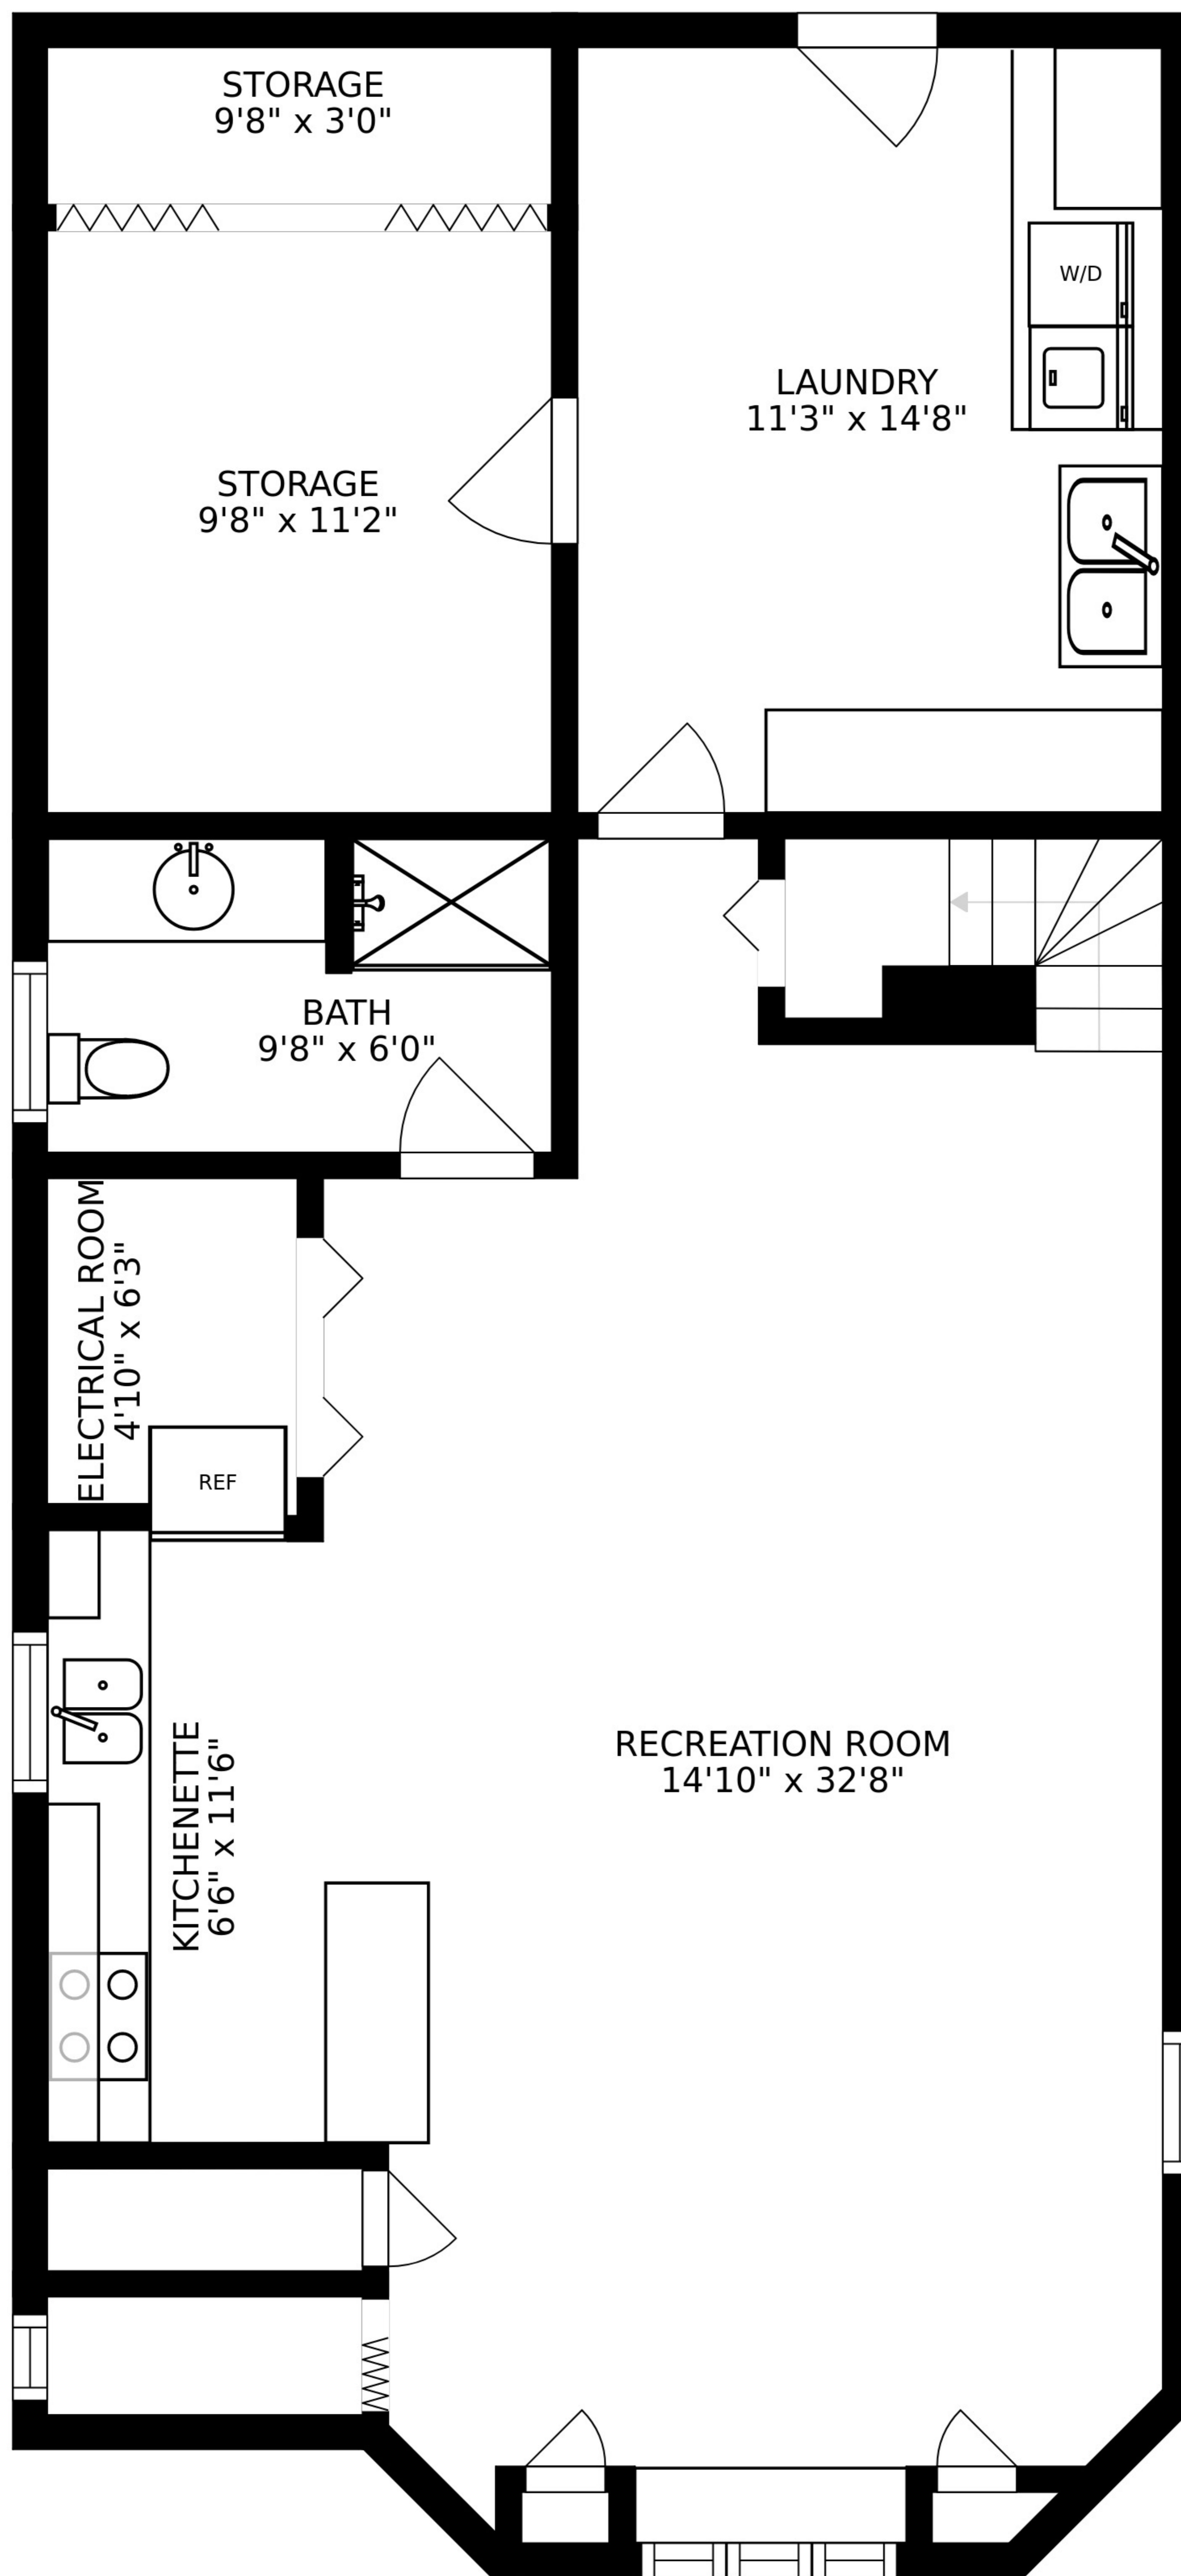 STORAGE
9'8" x 3'0"
W/D
LAUNDRY
11'3" x 14'8"
STORAGE
9'8" x 11'2"
BATH
9'8" x 6'0"
ELECTRICAL ROOM
4'10" x 6'3"
REF
RECREATION ROOM
14'10" x 32'8"
KITCHENETTE
6'6" x 11'6"